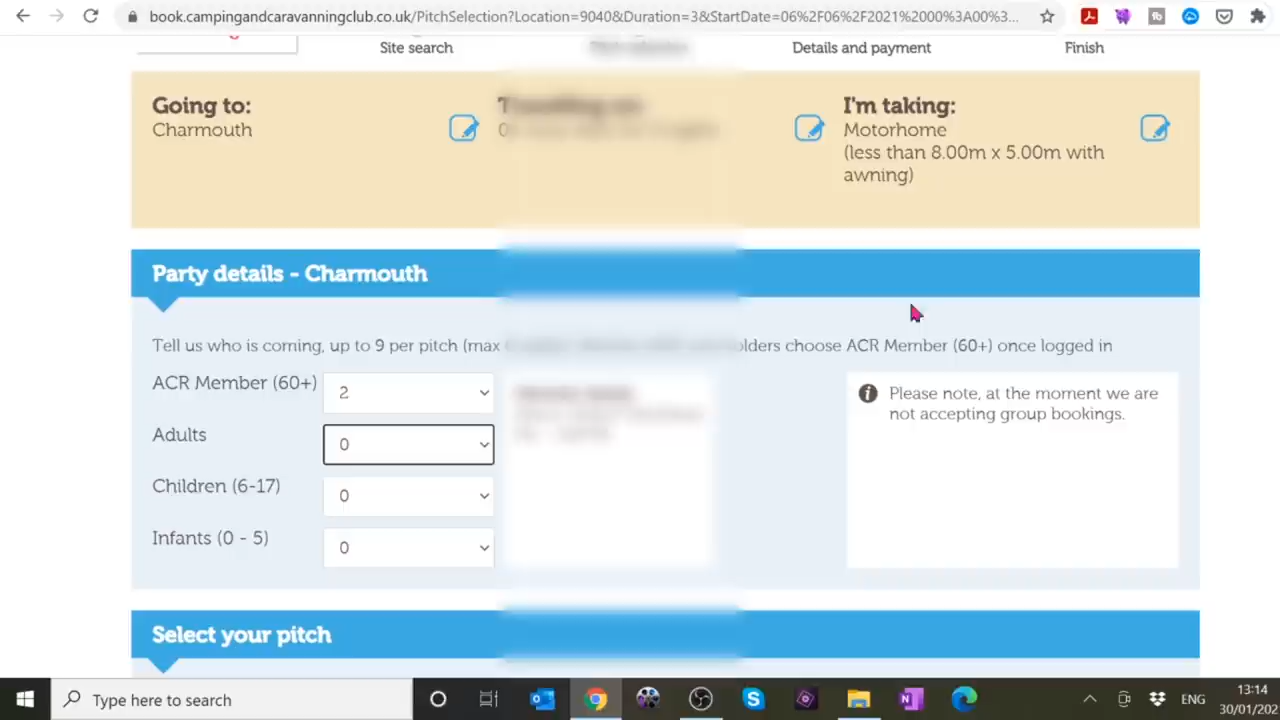 book.campingandcaravanningclub.co.uk/PitchSelection?Location=9040&Duration=3&StartDate=06%2F06%2F2021%2000%3A00%3...
Site search
Details and payment
Finish
Going to:
Charmouth
I'm taking:
Motorhome
(less than 8.00m x 5.00m with
awning)
Party details - Charmouth
Tell us who is coming, up to 9 per pitch (max
holders choose ACR Member (60+) once logged in
ACR Member (60+)
2
Adults
0
Children (6-17)
0
Infants (0 - 5)
0
Please note, at the moment we are
not accepting group bookings.
Select your pitch
Type here to search
ENG
13:14
30/01/202